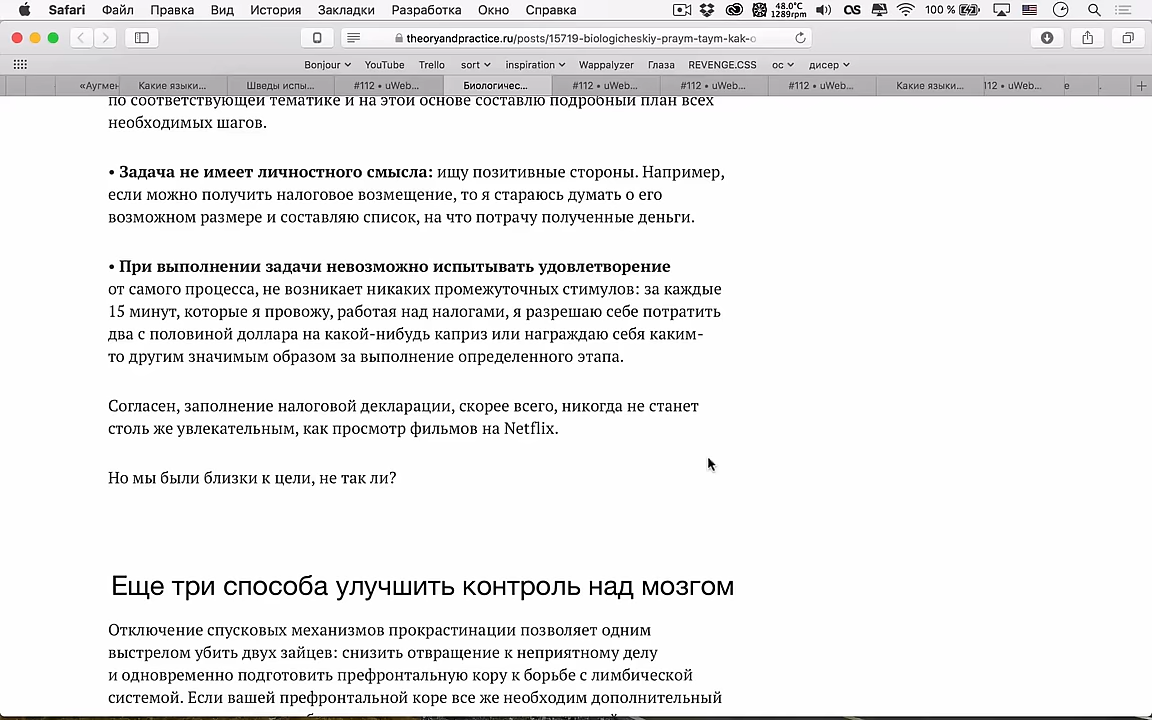 Safari Файл Правка Вид История Закладки Разработка Окно Справка 48.0°C 1289rpm 100 %
theoryandpractice.ru/posts/15719-biologicheskiy-praym-taym-kak-
Bonjour YouTube Trello sort inspiration Wappalyzer Глаза REVENGE.CSS ос дисер
«Аугмен Какие языки... Шведы испы... #112 • uWeb... Биологичес... #112 • uWeb... #112 • uWeb... #112 • uWeb... Какие языки... 112 • uWeb... е
по соответствующей тематике и на этой основе составлю подробный план всех
необходимых шагов.
• Задача не имеет личностного смысла: ищу позитивные стороны. Например,
если можно получить налоговое возмещение, то я стараюсь думать о его
возможном размере и составляю список, на что потрачу полученные деньги.
• При выполнении задачи невозможно испытывать удовлетворение
от самого процесса, не возникает никаких промежуточных стимулов: за каждые
15 минут, которые я провожу, работая над налогами, я разрешаю себе потратить
два с половиной доллара на какой-нибудь каприз или награждаю себя каким-
то другим значимым образом за выполнение определенного этапа.
Согласен, заполнение налоговой декларации, скорее всего, никогда не станет
столь же увлекательным, как просмотр фильмов на Netflix.
Но мы были близки к цели, не так ли?
Еще три способа улучшить контроль над мозгом
Отключение спусковых механизмов прокрастинации позволяет одним
выстрелом убить двух зайцев: снизить отвращение к неприятному делу
и одновременно подготовить префронтальную кору к борьбе с лимбической
системой. Если вашей префронтальной коре все же необходим дополнительный